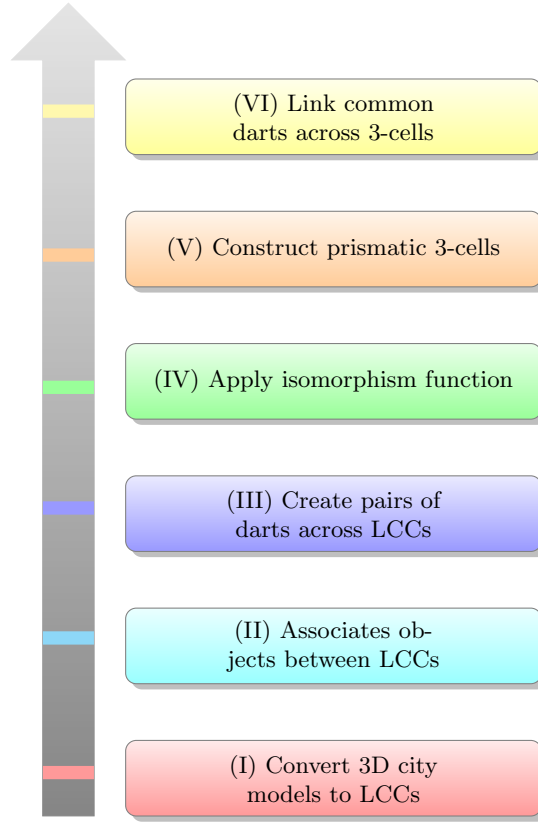 (VI) Link common
darts across 3-cells
(V) Construct prismatic 3-cells
(IV) Apply isomorphism function
(III) Create pairs of
darts across LCCs
(II) Associates ob-
jects between LCCs
(I) Convert 3D city
models to LCCs